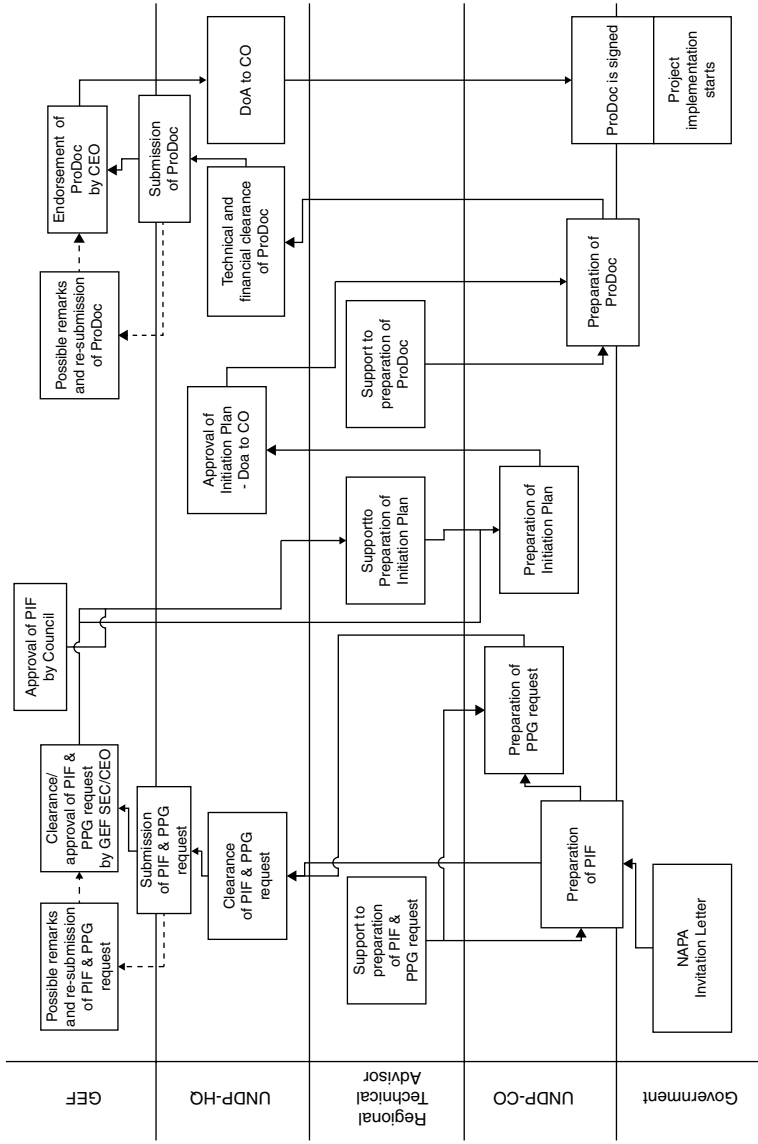 GEF
UNDP-HQ
Regional
Technical
Advisor
UNDP-CO
Government
Possible remarks
and re-submission
of PIF & PPG
request
Clearance/
approval of PIF &
PPG request
by GEF SEC/CEO
Approval of PIF
by Council
Possible remarks
and re-submission
of ProDoc
Endorsement of
ProDoc
by CEO
Submission
of PIF & PPG
request
Submission
of ProDoc
Clearance
of PIF & PPG
request
Approval of
Initiation Plan
- Doa to CO
Technical and
financial clearance
of ProDoc
DoA to CO
Support to
preparation
of PIF &
PPG request
Supportto
Preparation of
Initiation Plan
Support to
preparation of
ProDoc
Preparation
of PIF
Preparation of
PPG request
Preparation of
Initiation Plan
Preparation of
ProDoc
ProDoc is signed
Project
implementation
starts
NAPA
Invitation Letter